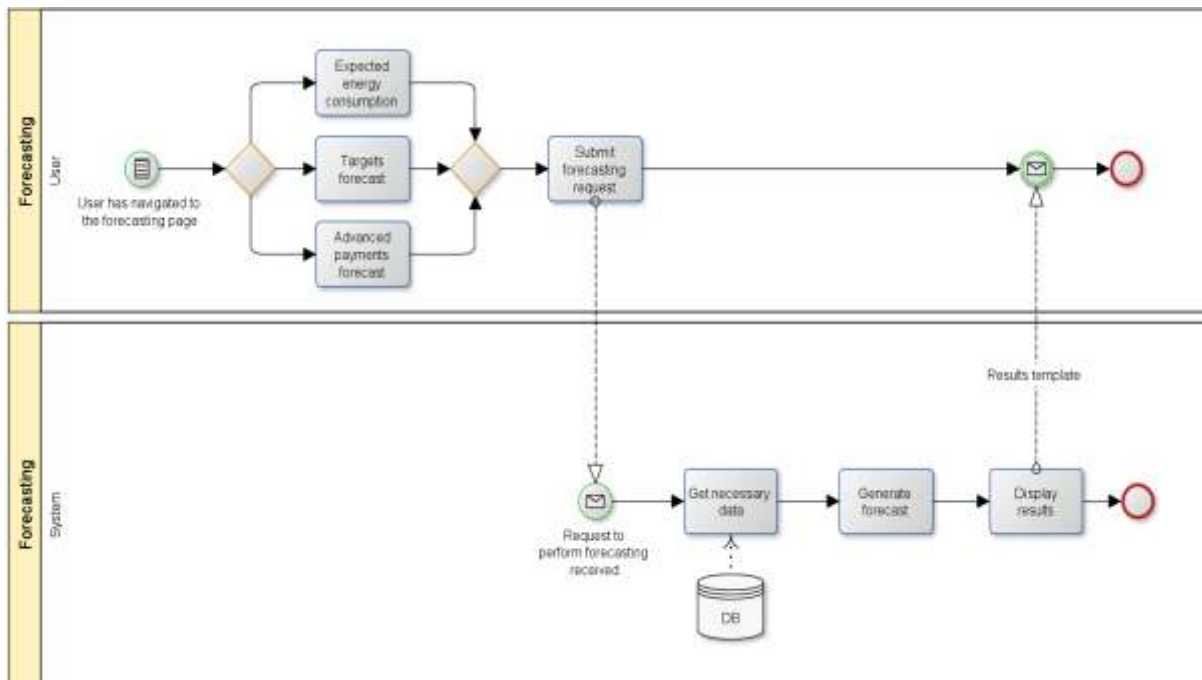 Forecasting
User
User has navigated to
the forecasting page
Expected
energy
consumption
Targets
forecast
Advanced
payments
forecast
Submit
forecasting
request
Forecasting
System
Results template
Request to
perform forecasting
received
Get necessary
data
Generate
forecast
Display
results
DB